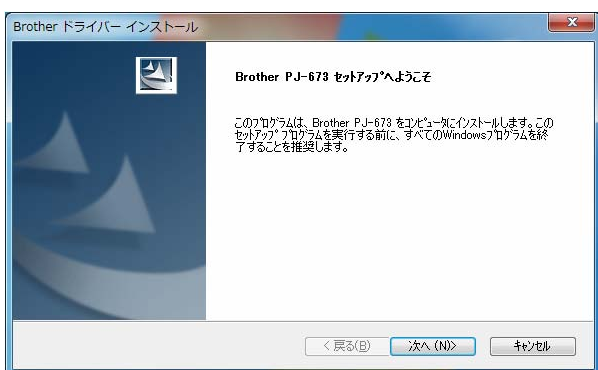 Brother ドライバー インストール
Brother PJ-673 ｾｯﾄｱｯﾌﾟへようこそ
このﾌﾟﾛｸﾞﾗﾑは、Brother PJ-673 をｺﾝﾋﾟｭｰﾀにｲﾝｽﾄｰﾙします。この
ｾｯﾄｱｯﾌﾟ ﾌﾟﾛｸﾞﾗﾑを実行する前に、すべてのWindowsﾌﾟﾛｸﾞﾗﾑを終
了することを推奨します。
< 戻る(B)
次へ (N)>
ｷｬﾝｾﾙ